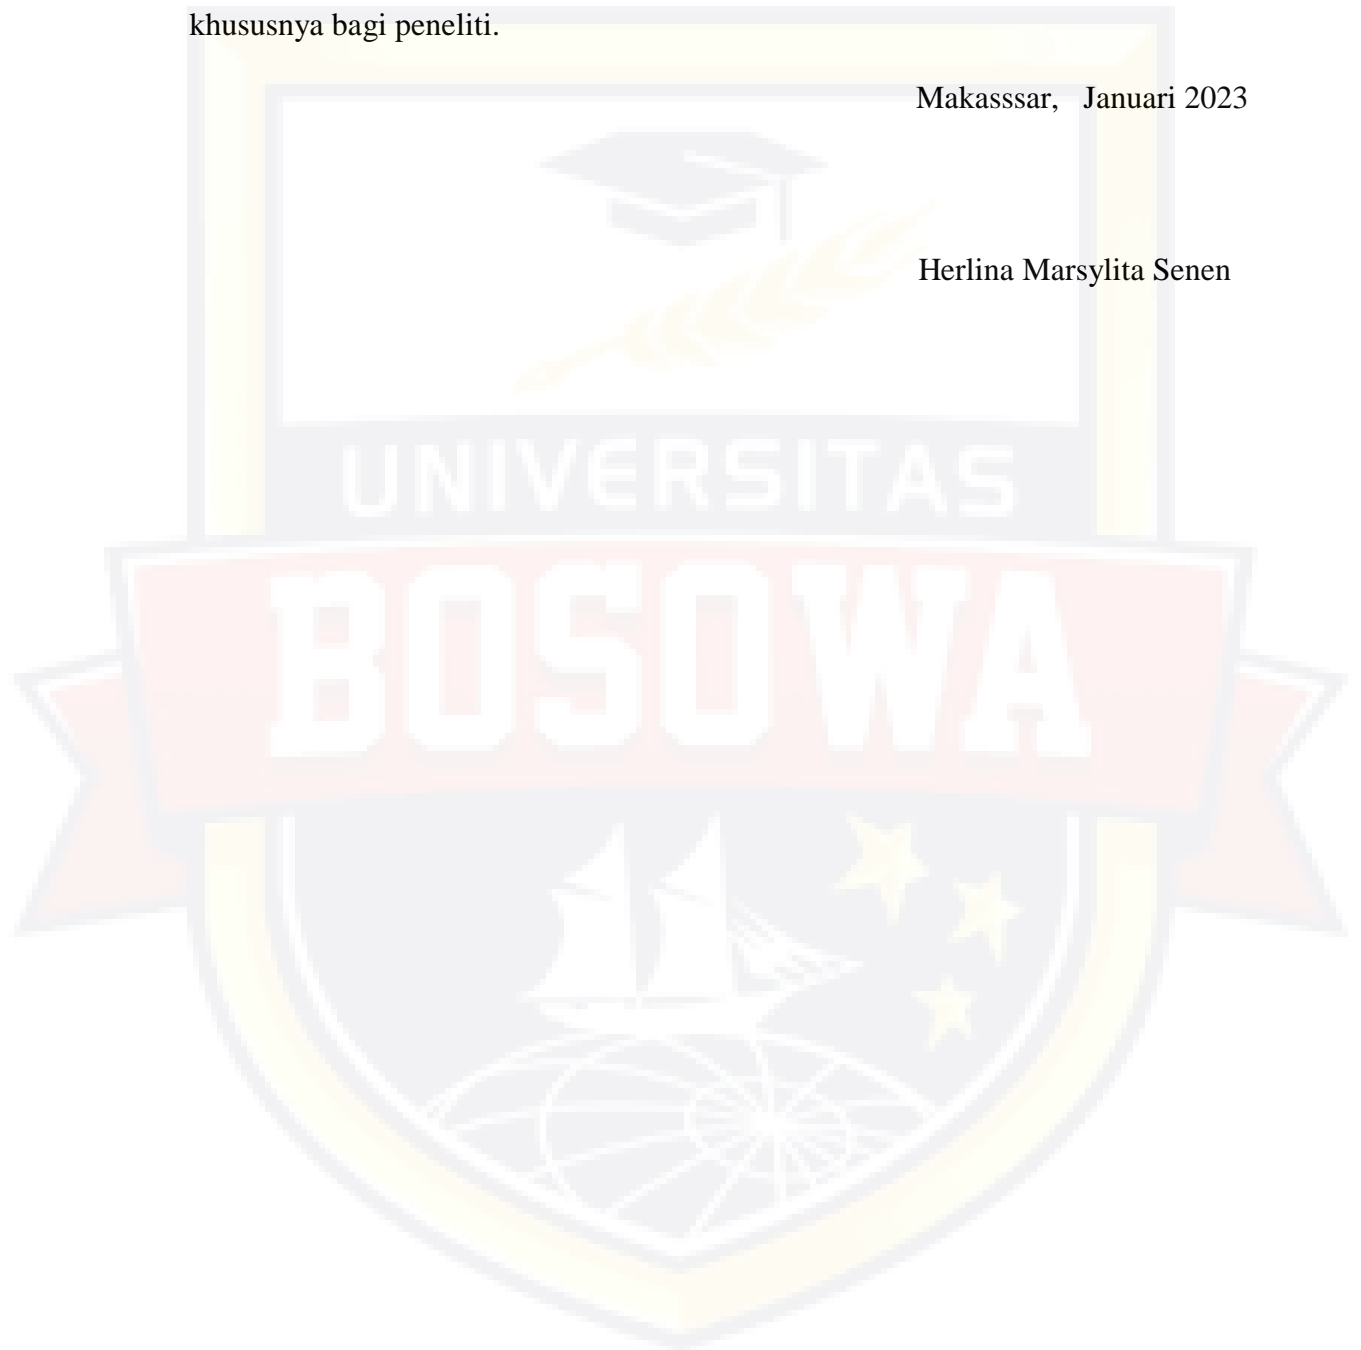 khususnya bagi peneliti.
Makasssar,   Januari 2023
Herlina Marsylita Senen
UNIVERSITAS
BOSOWA